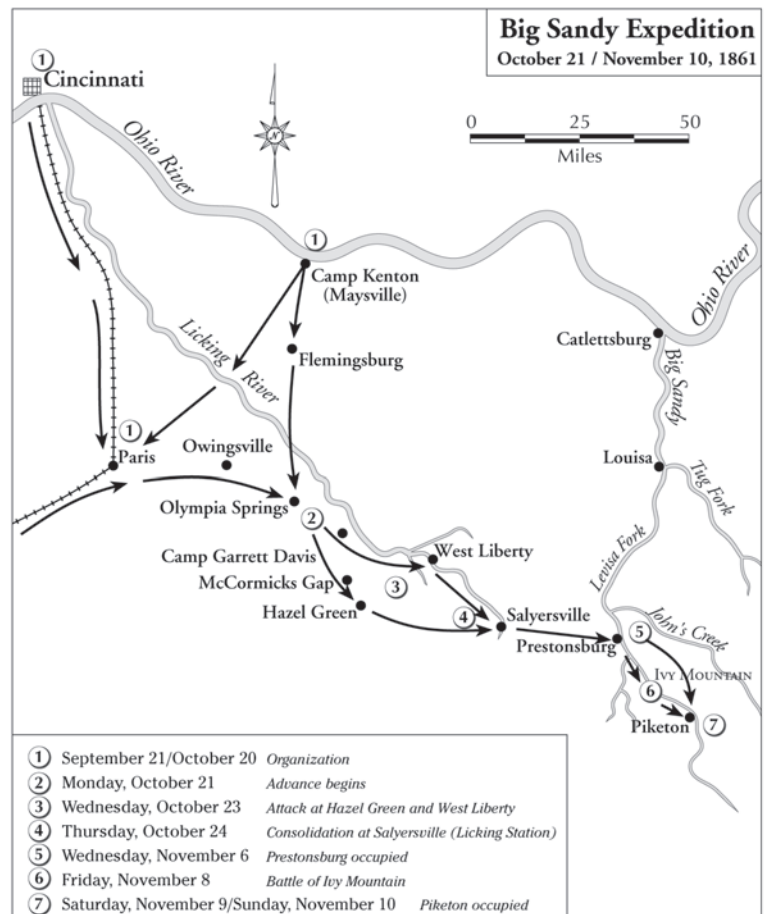 Big Sandy Expedition
October 21 / November 10, 1861
1
Cincinnati
Ohio River
N
0 25 50
Miles
1
Camp Kenton
(Maysville)
Ohio River
Catlettsburg
Big Sandy
Licking River
Flemingsburg
1
Paris
Owingsville
Louisa
Tug Fork
Olympia Springs
2
Levisa Fork
West Liberty
Camp Garrett Davis
McCormicks Gap
3
Hazel Green
4
Salyersville
Prestonsburg
5
John's Creek
Ivy Mountain
6
Piketon
7
1 September 21/October 20 Organization
2 Monday, October 21 Advance begins
3 Wednesday, October 23 Attack at Hazel Green and West Liberty
4 Thursday, October 24 Consolidation at Salyersville (Licking Station)
5 Wednesday, November 6 Prestonsburg occupied
6 Friday, November 8 Battle of Ivy Mountain
7 Saturday, November 9/Sunday, November 10 Piketon occupied